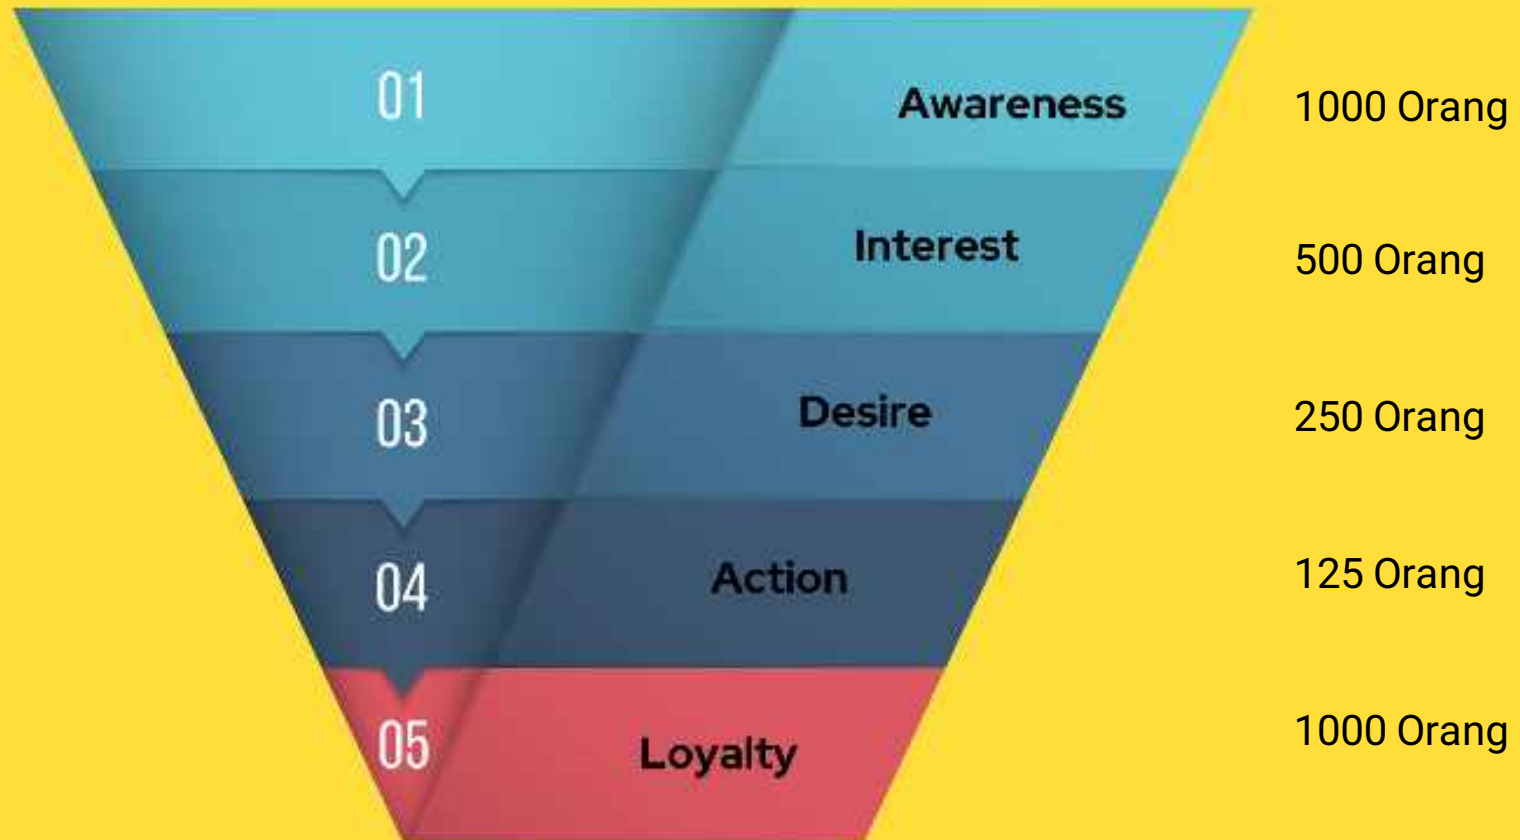 01
Awareness
1000 Orang
02
Interest
500 Orang
03
Desire
250 Orang
04
Action
125 Orang
05
Loyalty
1000 Orang